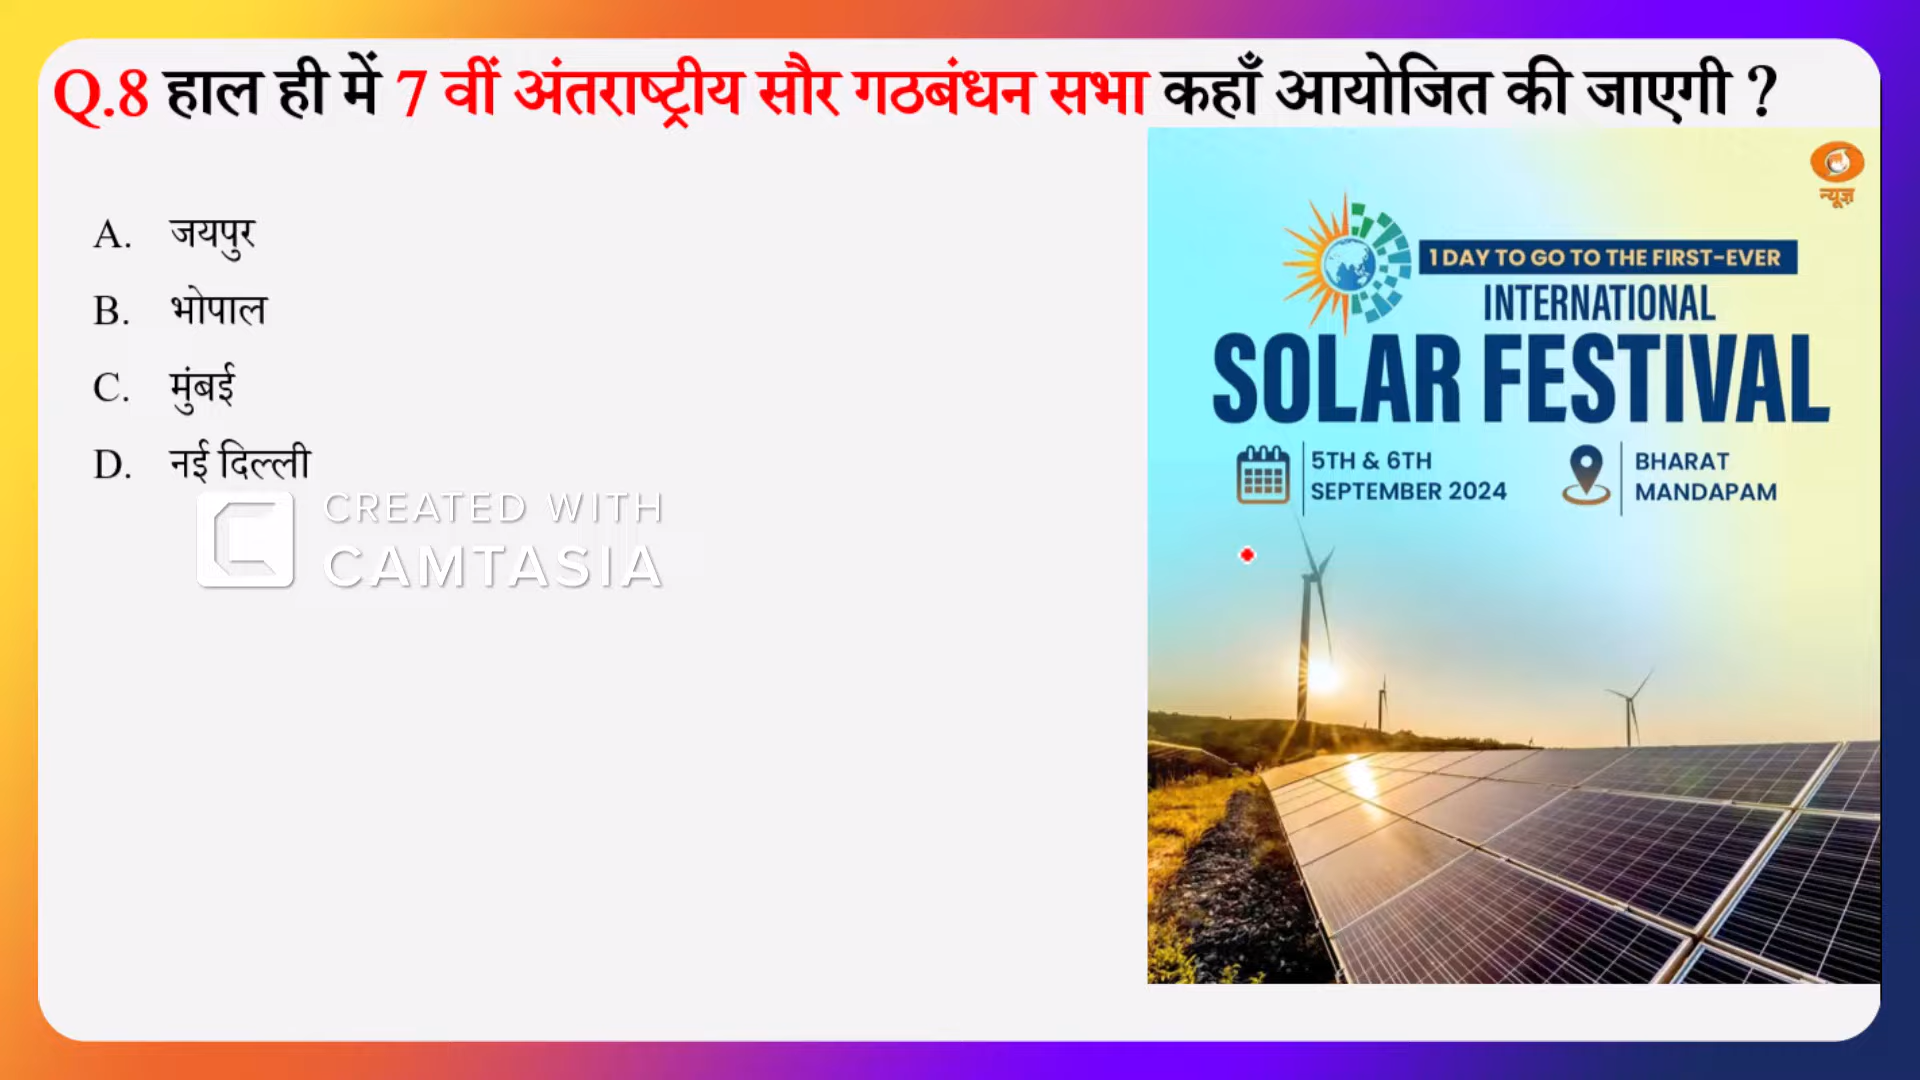 Q.8 हाल ही में 7 वीं अंतराष्ट्रीय सौर गठबंधन सभा कहाँ आयोजित की जाएगी ?
A. जयपुर
B. भोपाल
C. मुंबई
D. नई दिल्ली
CREATED WITH
CAMTASIA
न्यूज़
1 DAY TO GO TO THE FIRST-EVER
INTERNATIONAL
SOLAR FESTIVAL
5TH & 6TH
SEPTEMBER 2024
BHARAT
MANDAPAM